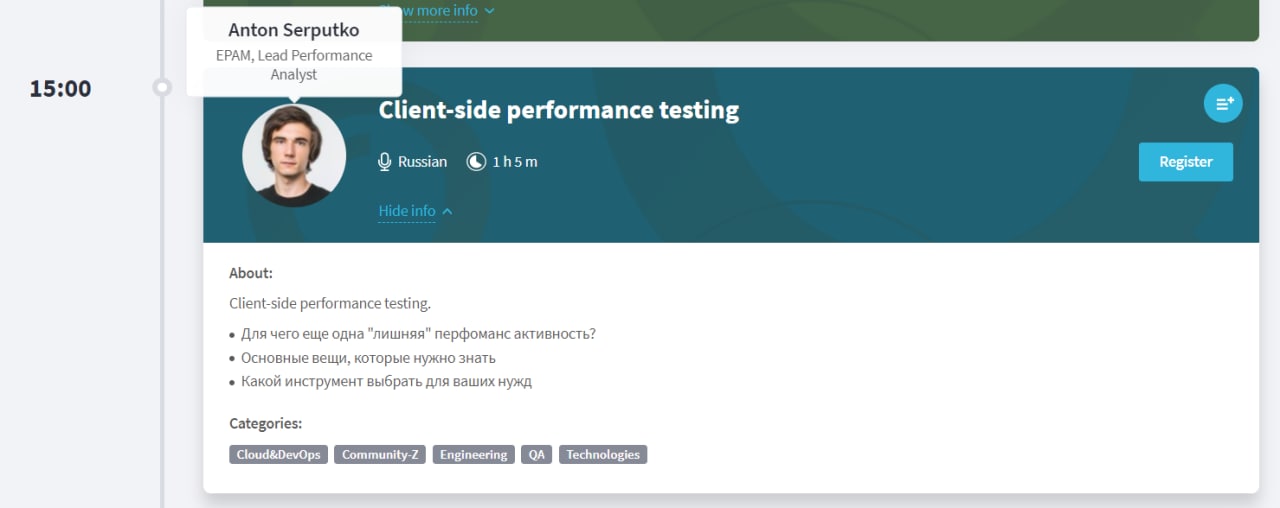 Show more info
Anton Serputko
EPAM, Lead Performance
Analyst
15:00
Client-side performance testing
Russian 1 h 5 m
Register
Hide info
About:
Client-side performance testing.
• Для чего еще одна "лишняя" перфоманс активность?
• Основные вещи, которые нужно знать
• Какой инструмент выбрать для ваших нужд
Categories:
Cloud&DevOps Community-Z Engineering QA Technologies